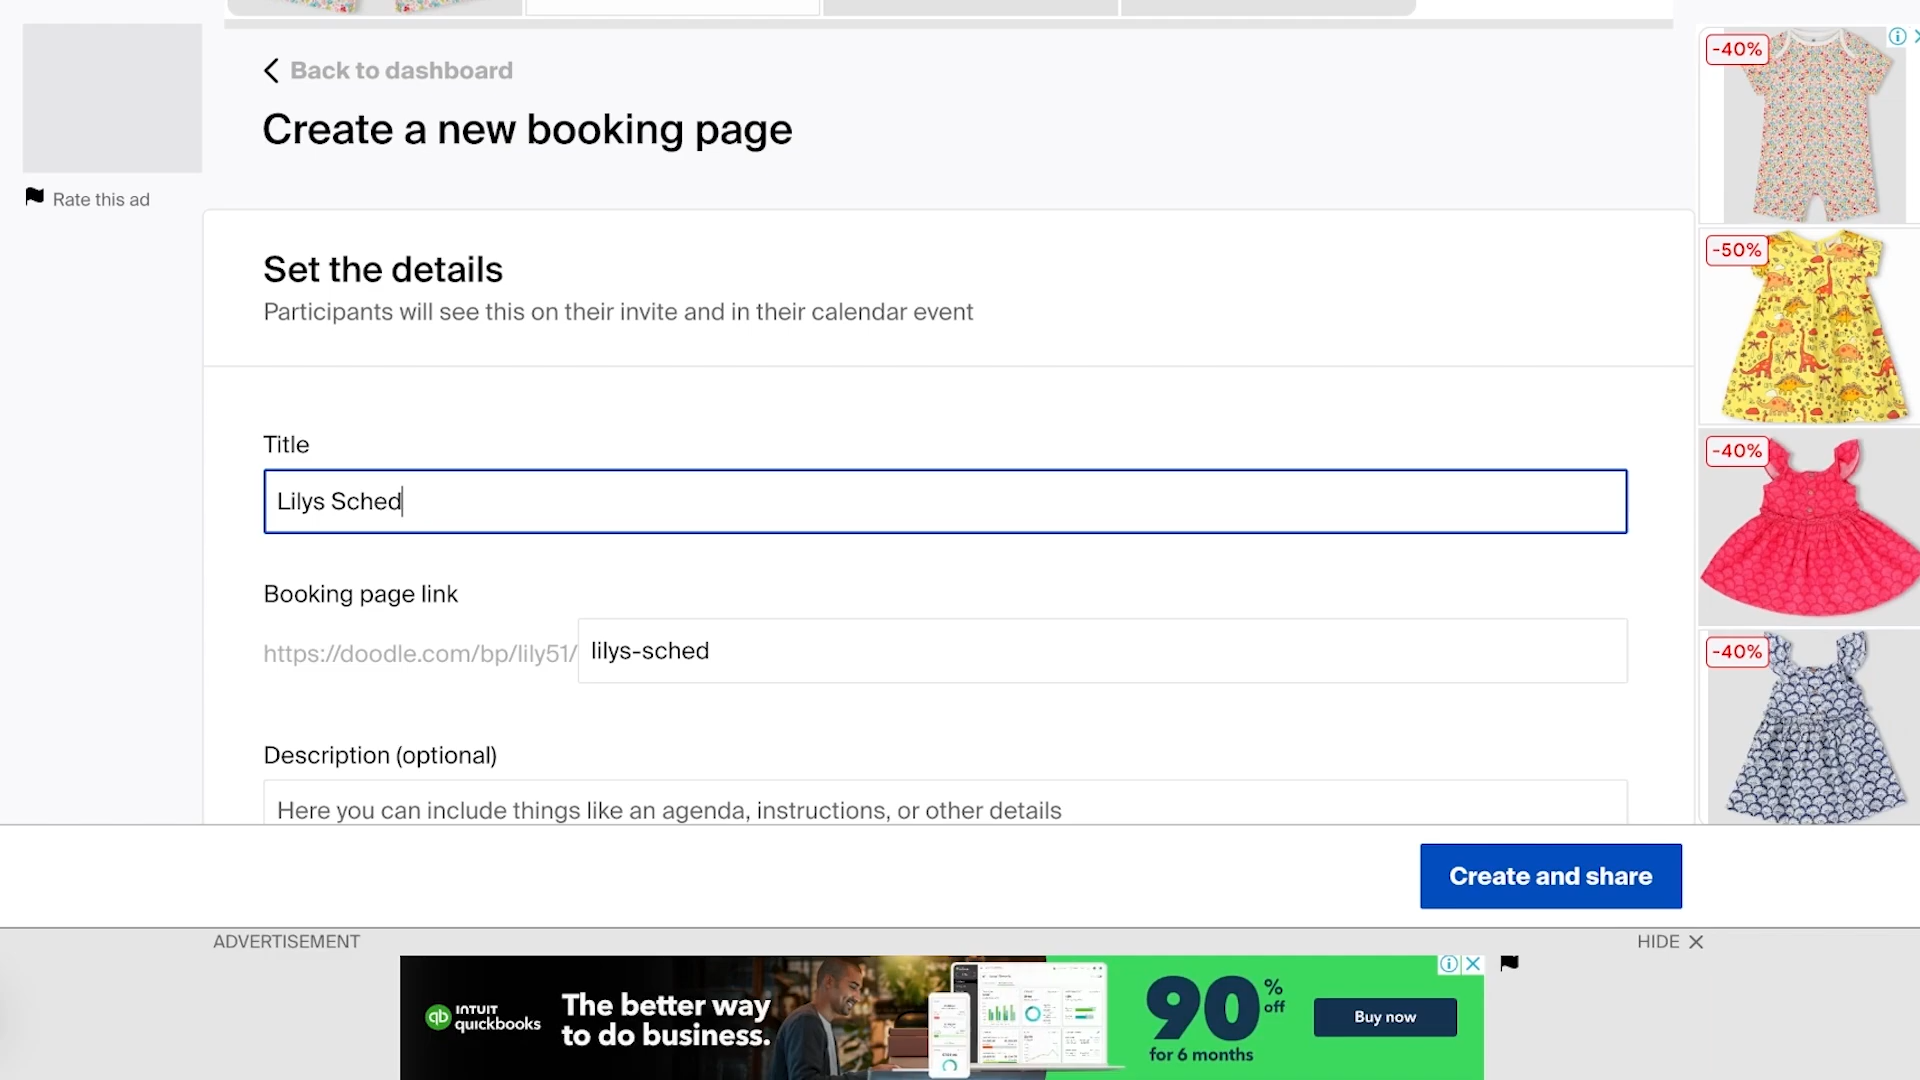 Back to dashboard
Create a new booking page
Rate this ad
Set the details
Participants will see this on their invite and in their calendar event
Title
Lilys Sched
Booking page link
https://doodle.com/bp/lily51/
lilys-sched
Description (optional)
Here you can include things like an agenda, instructions, or other details
Create and share
-40%
-50%
-40%
-40%
ADVERTISEMENT
HIDE
qb INTUIT
quickbooks
The better way
to do business.
90% off
for 6 months
Buy now